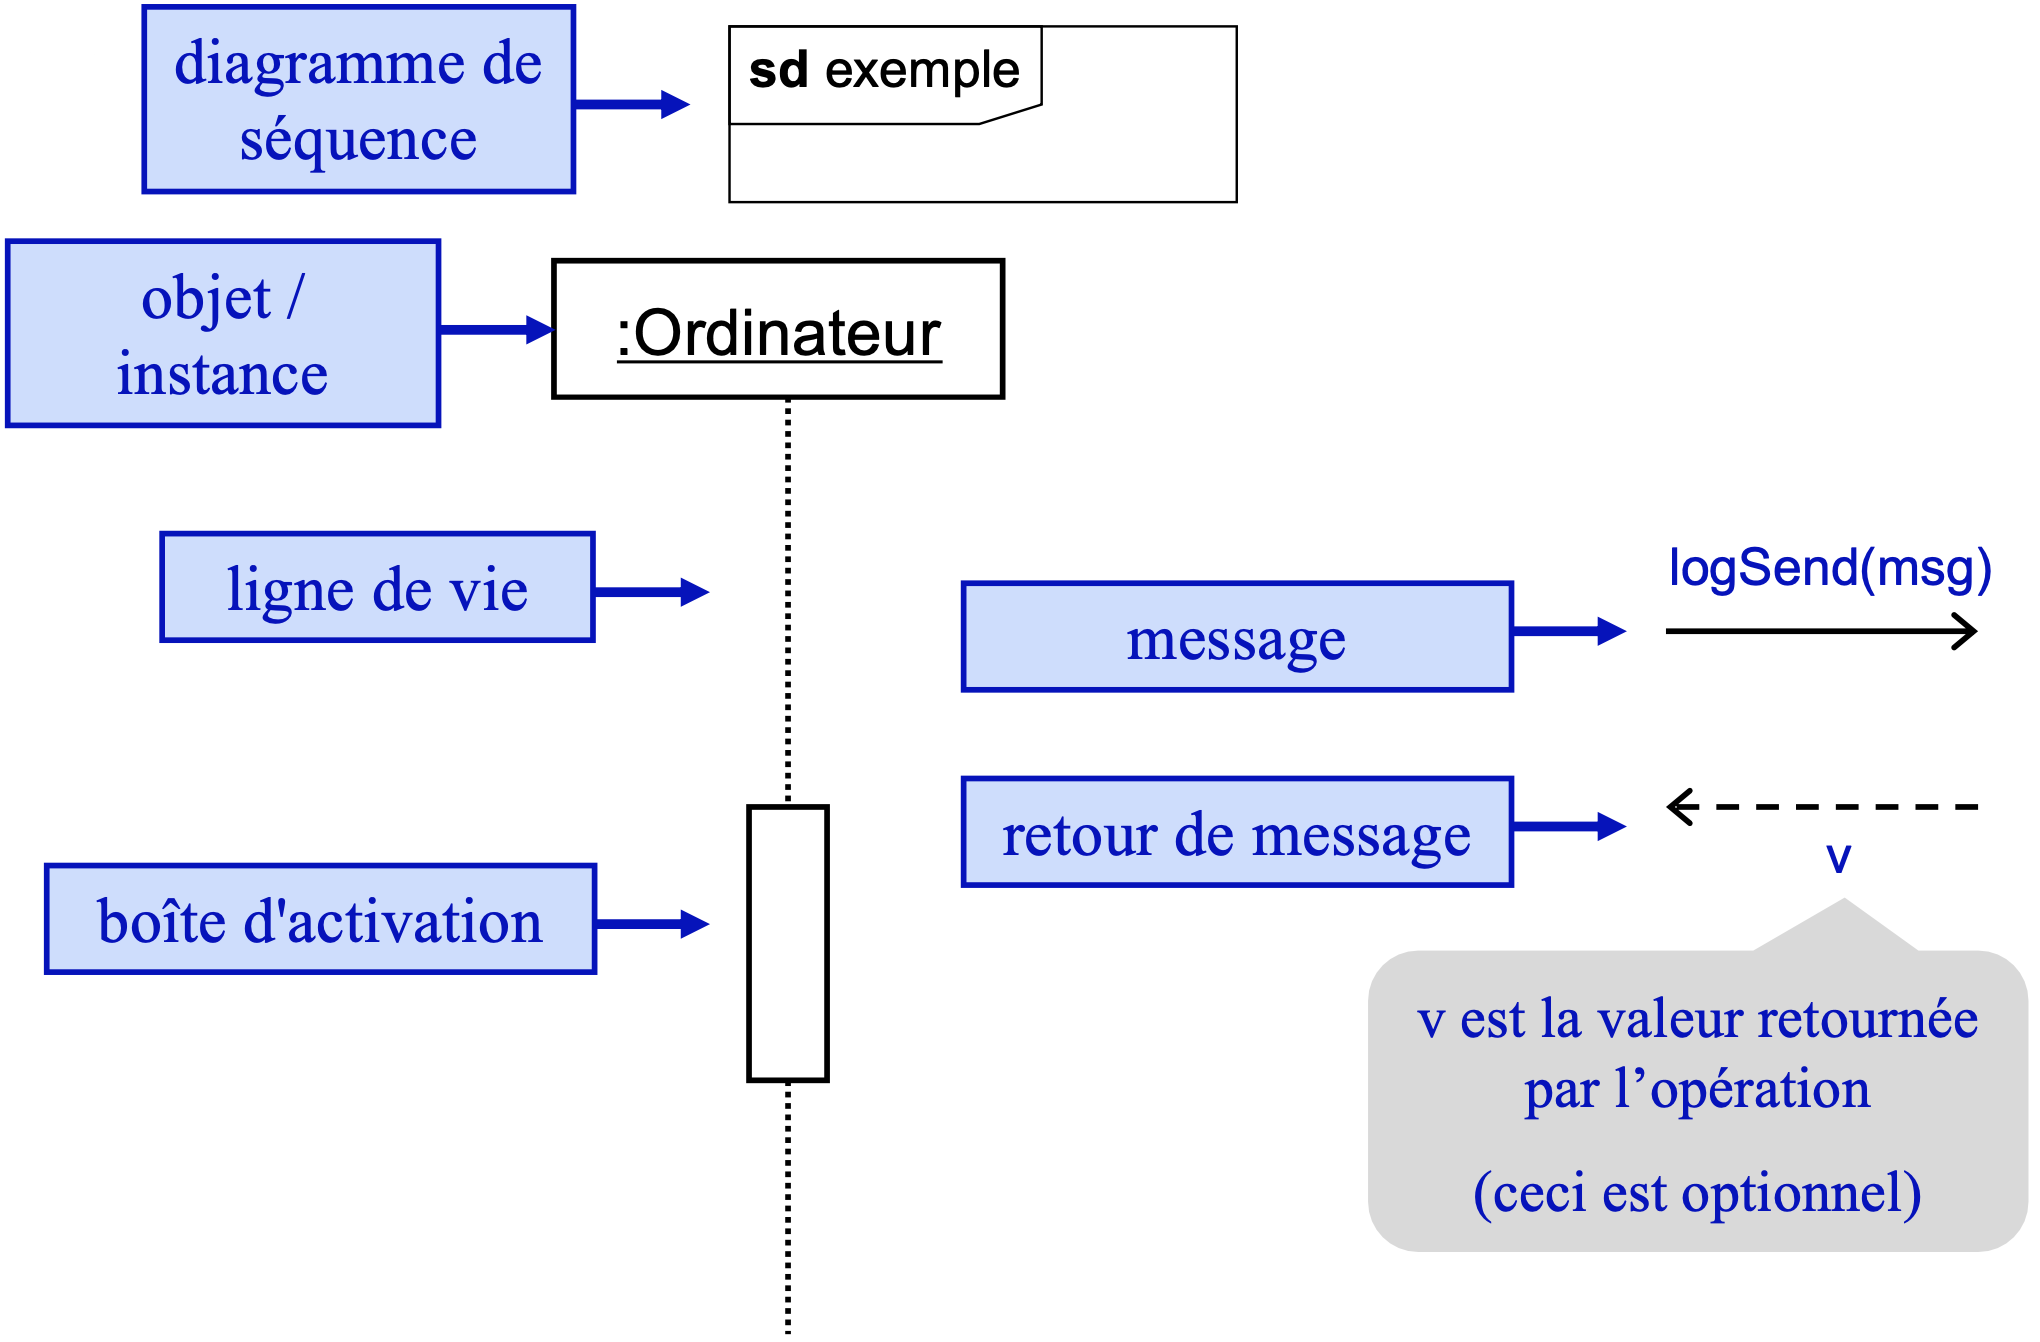 diagramme de
séquence
sd exemple
objet /
instance
:Ordinateur
ligne de vie
message
logSend(msg)
retour de message
v
boîte d'activation
v est la valeur retournée
par l’opération
(ceci est optionnel)